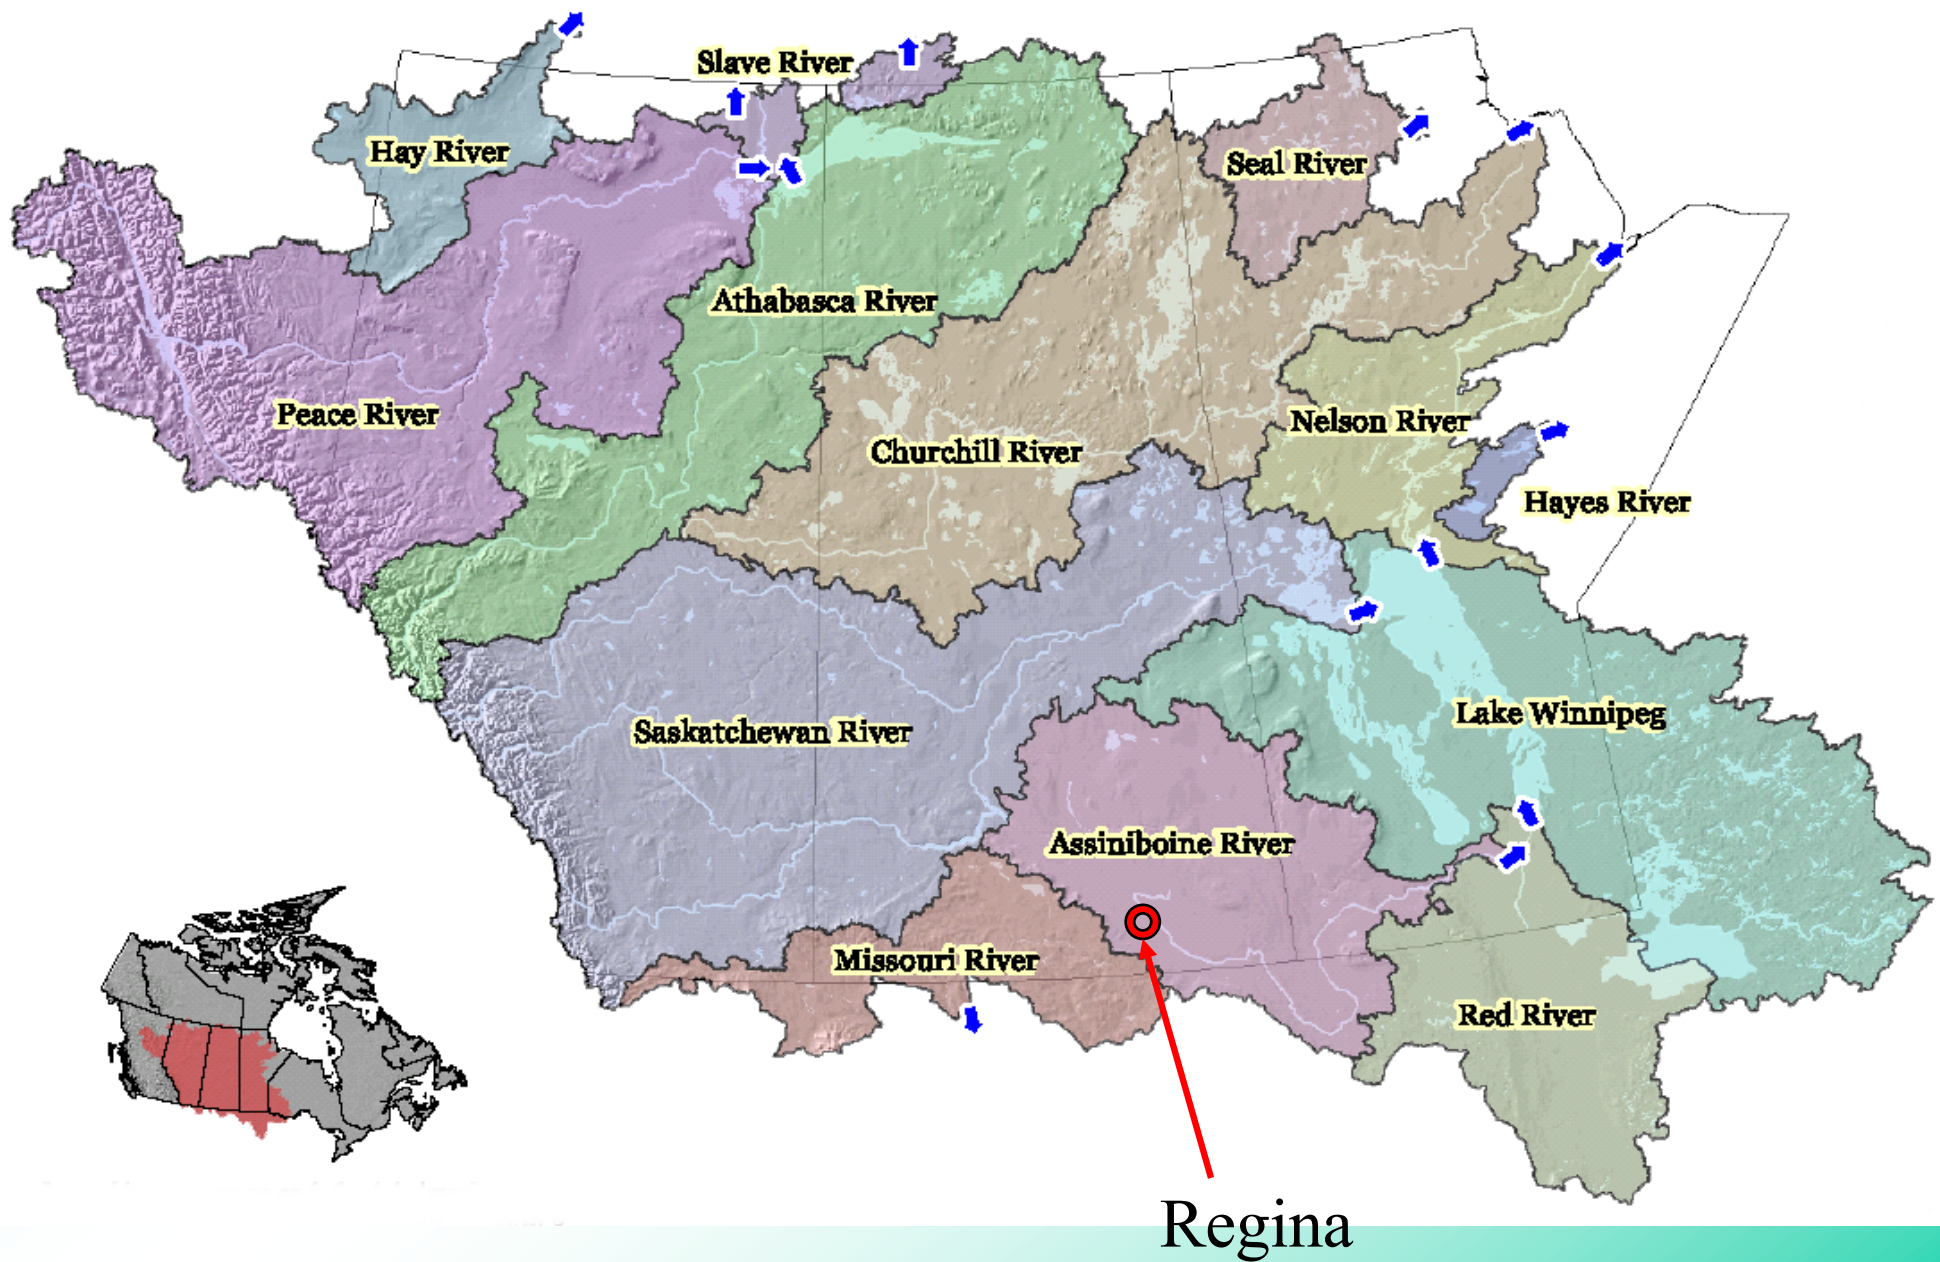 Slave River
Hay River
Seal River
Athabasca River
Peace River
Nelson River
Churchill River
Hayes River
Lake Winnipeg
Saskatchewan River
Assiniboine River
Missouri River
Red River
Regina